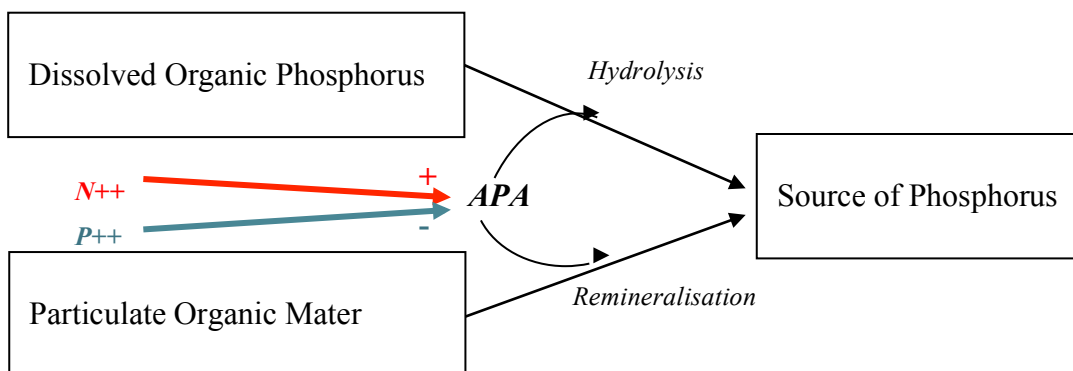 Dissolved Organic Phosphorus
Hydrolysis
N++
+
APA
Source of Phosphorus
P++
-
Particulate Organic Mater
Remineralisation